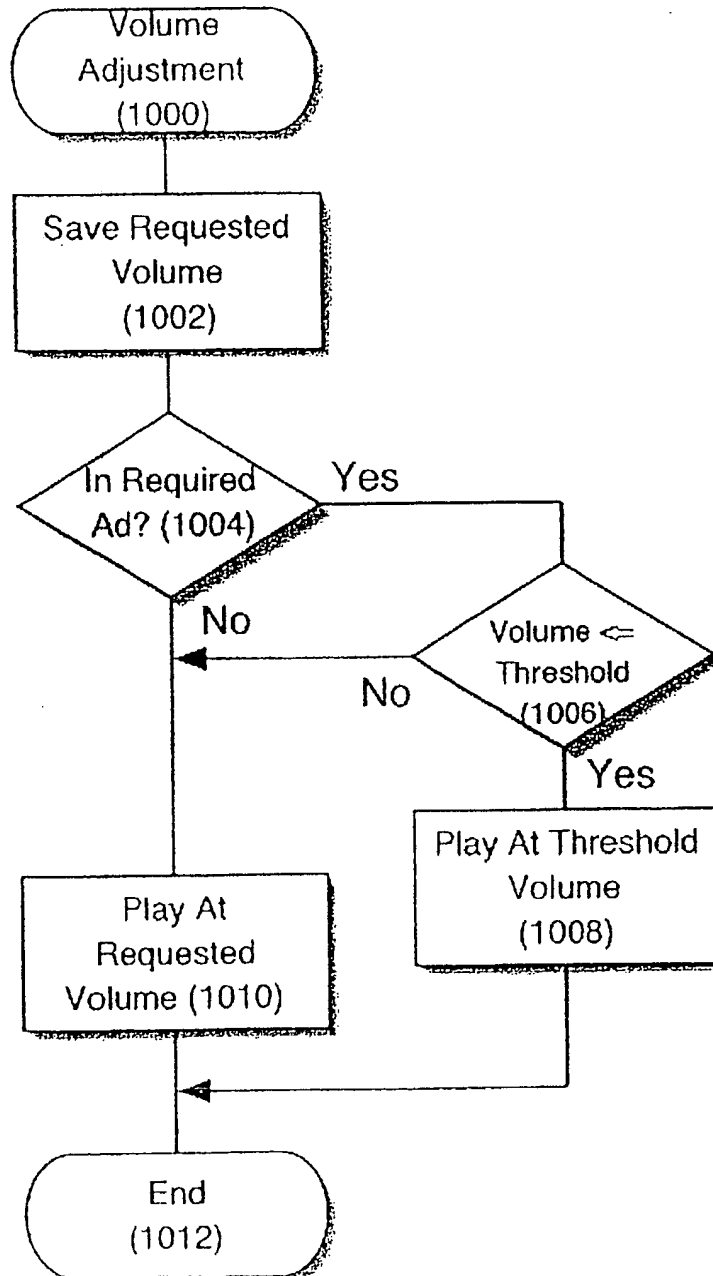 Volume
Adjustment
(1000)
Save Requested
Volume
(1002)
In Required
Ad? (1004)
Yes
No
Volume ⇐
Threshold
(1006)
No
Yes
Play At Threshold
Volume
(1008)
Play At
Requested
Volume (1010)
End
(1012)